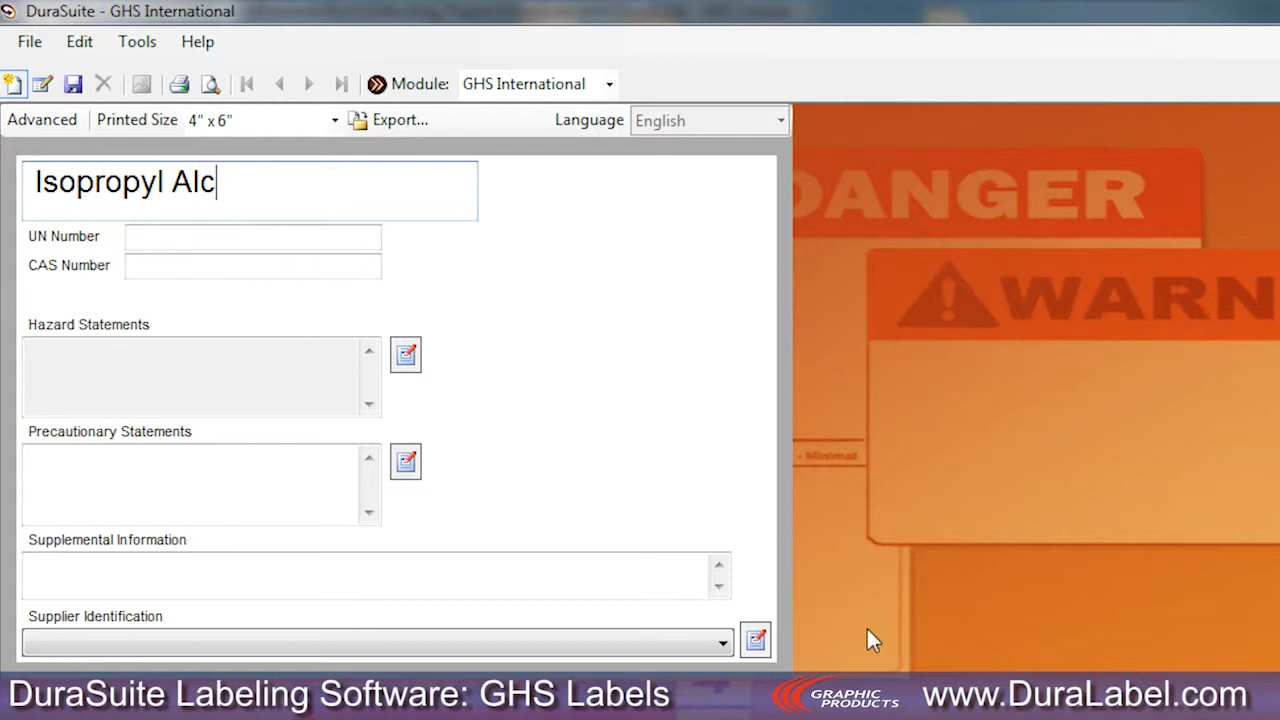 DuraSuite - GHS International
File Edit Tools Help
Module: GHS International
Advanced Printed Size 4" x 6" Export... Language English
Isopropyl Alc
UN Number
CAS Number
Hazard Statements
Precautionary Statements
Supplemental Information
Supplier Identification
DANGER
WARN
- Minimal
DuraSuite Labeling Software: GHS Labels GRAPHIC PRODUCTS www.DuraLabel.com